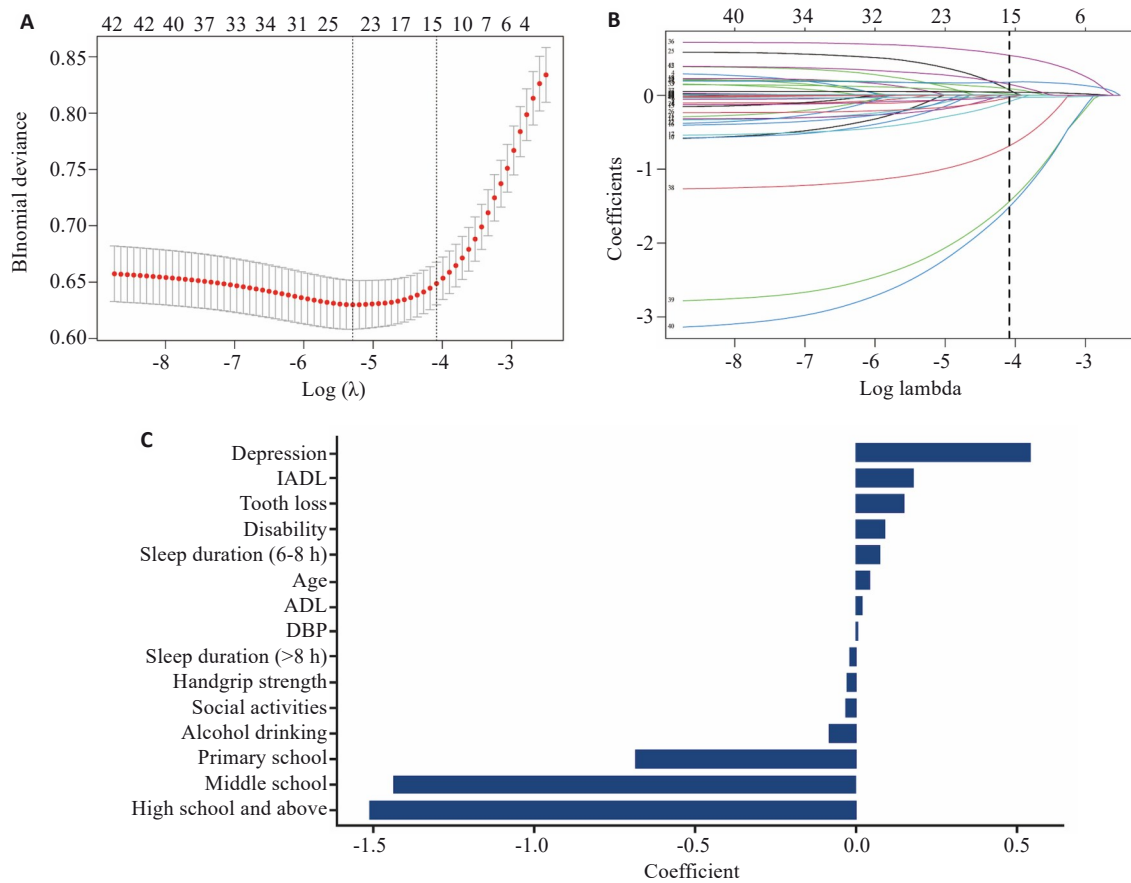 A
42 42 40 37 33 34 31 25 23 17 15 10 7 6 4
0.85
0.80
0.75
0.70
0.65
0.60
BInomial deviance
-8 -7 -6 -5 -4 -3
Log (λ)
B
40 34 32 23 15 6
0
-1
-2
-3
Coefficients
36
38
39
40
-8 -7 -6 -5 -4 -3
Log lambda
C
Depression
IADL
Tooth loss
Disability
Sleep duration (6-8 h)
Age
ADL
DBP
Sleep duration (>8 h)
Handgrip strength
Social activities
Alcohol drinking
Primary school
Middle school
High school and above
-1.5 -1.0 -0.5 0.0 0.5
Coefficient